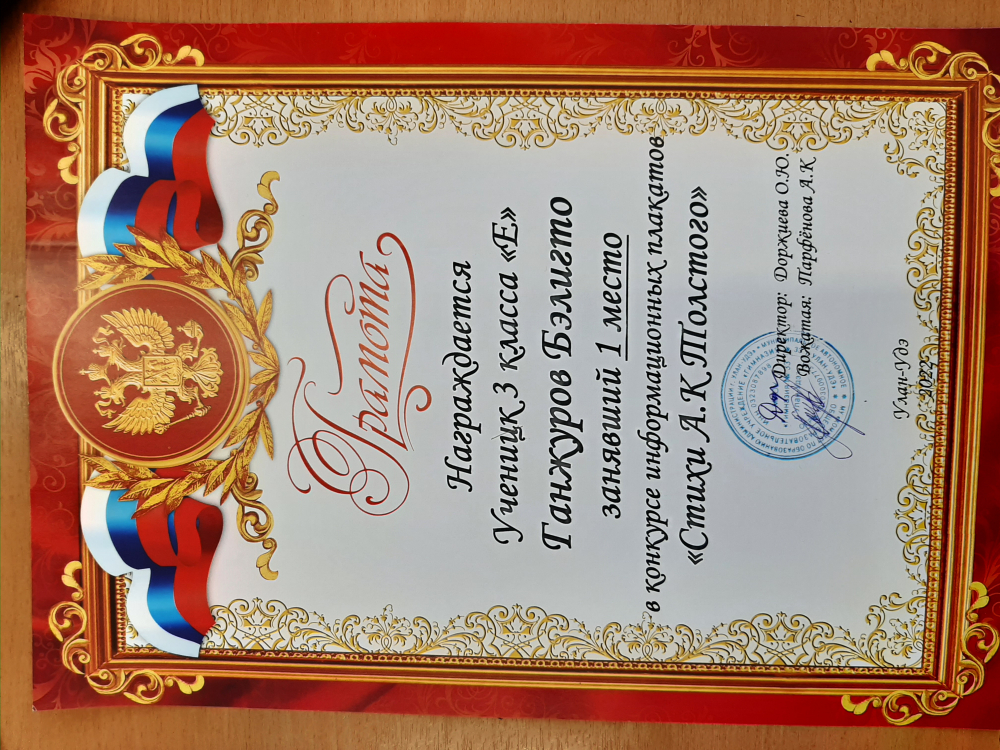 Грамота
Награждается
Ученицк 3 класса «Е»
Ганжуров Бэлигто
занявший 1 место
в конкурсе информационных плакатов
«Стихи А.К Толстого»
Директор: Доржиева О.Ю.
Вожатая: Парфёнова А.К
Улан-Удэ
2022